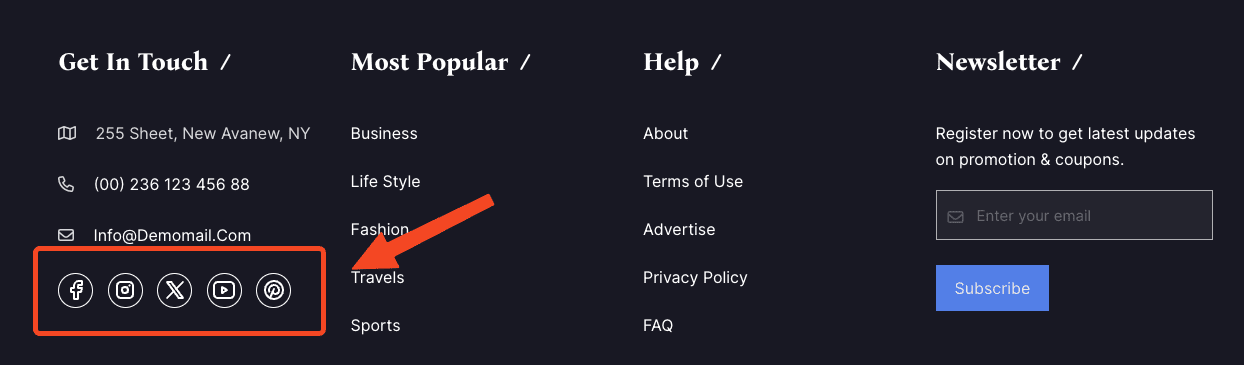 Get In Touch /
255 Sheet, New Avanew, NY
(00) 236 123 456 88
Info@Demomail.Com
Most Popular /
Business
Life Style
Fashion
Travels
Sports
Help /
About
Terms of Use
Advertise
Privacy Policy
FAQ
Newsletter /
Register now to get latest updates
on promotion & coupons.
Enter your email
Subscribe